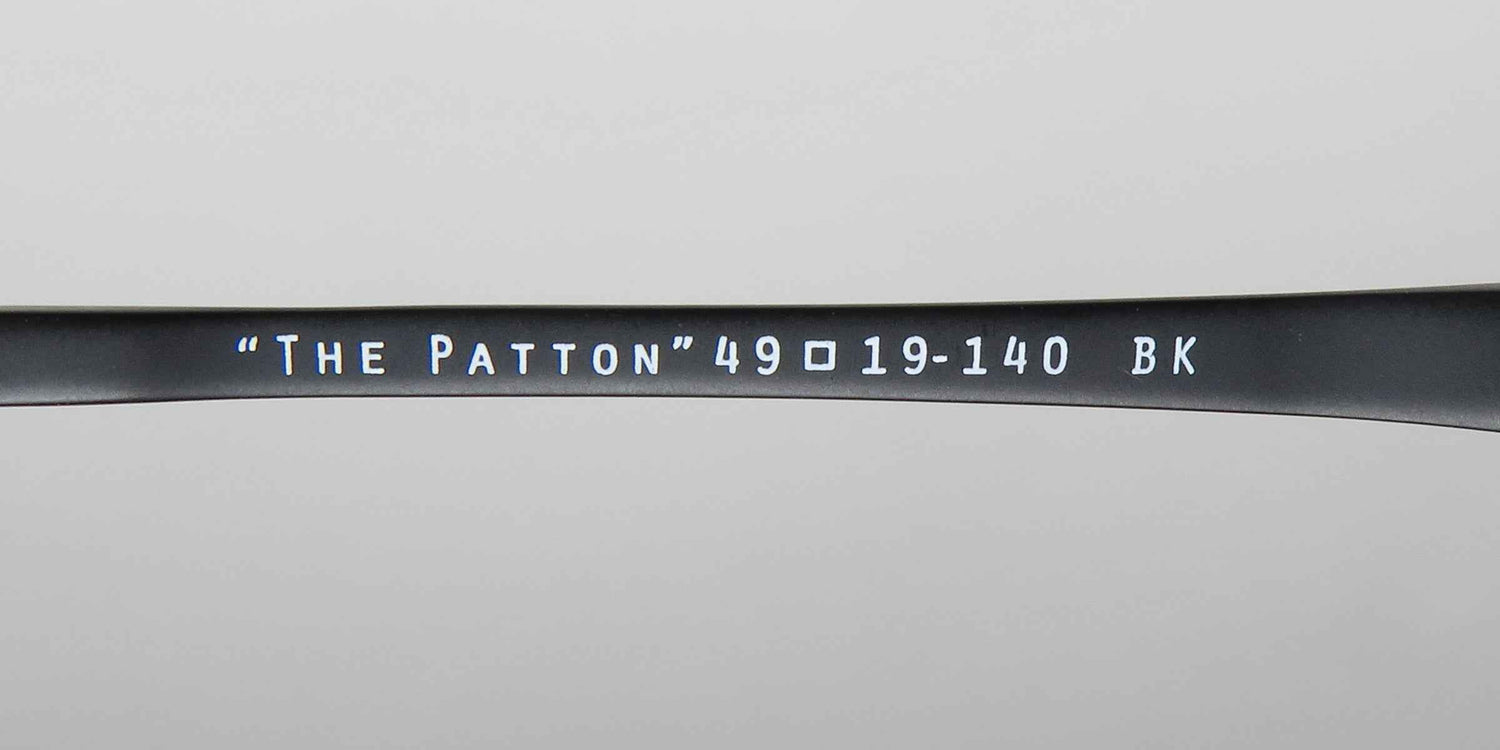 “The Patton” 49□19-140 BK